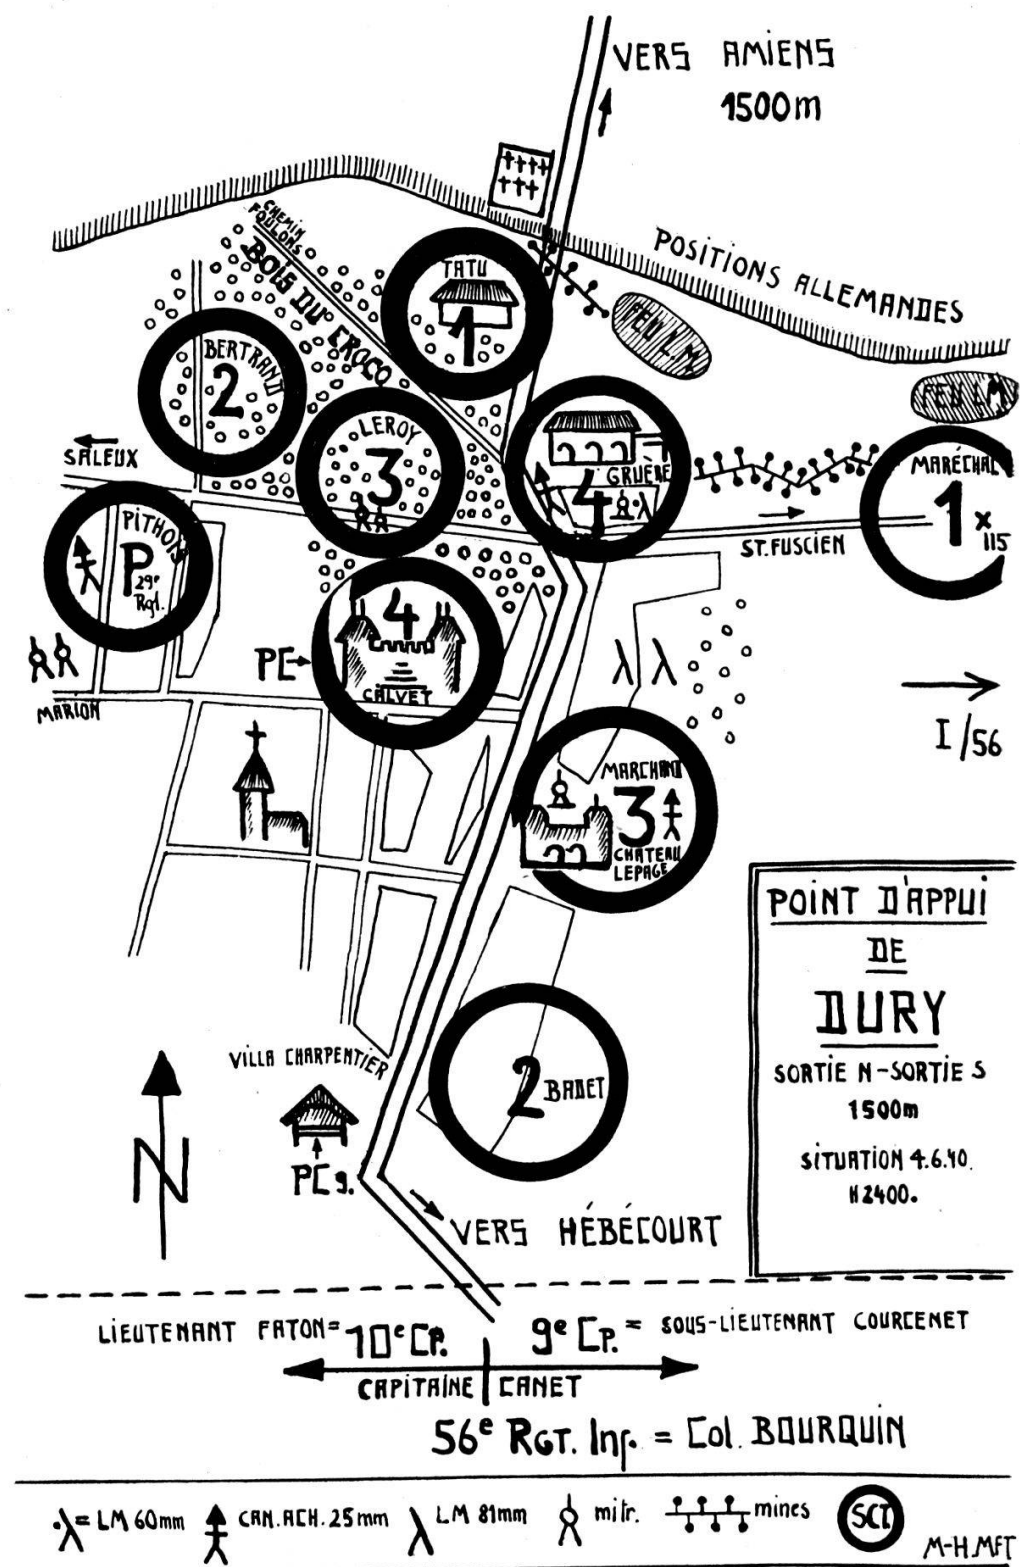 VERS AMIENS
1500m
CHEMIN
FOULONS
BOIS DU CROCQ
TATU
1
POSITIONS ALLEMANDES
FEU L.M
FEU LM
BERTRAND
2
LEROY
3
SALEUX
GRUÈRE
4
MARÉCHAL
1 x
115
ST.FUSCIEN
PITHOIS
P
29e
Rgt.
4
CALVET
PE
MARION
I/56
MARCHAND
3
CHATEAU
LEPAGE
POINT D'APPUI
DE
DURY
SORTIE N-SORTIE S
1500m
SITUATION 4.6.40.
H2400.
2 BADET
VILLA CHARPENTIER
PC g.
N
VERS HÉBÉCOURT
LIEUTENANT FATON= 10e CP. 9e CP. = SOUS-LIEUTENANT COURCENET
CAPITAINE CANET
56e RGT. Inf. = Col. BOURQUIN
= LM 60mm CAN.ACH.25mm LM 81mm mitr. mines SCT.
M-H.MFT